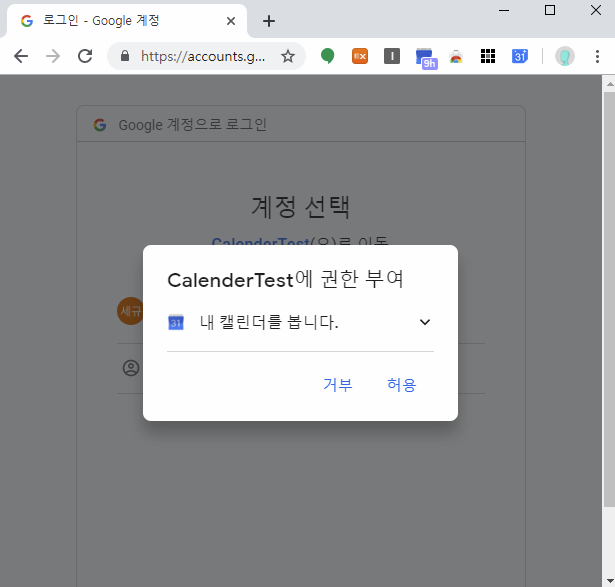 로그인 - Google 계정
https://accounts.g...
9h
31
Google 계정으로 로그인
계정 선택
CalenderTest(으)로 이동
CalenderTest에 권한 부여
세규
31
내 캘린더를 봅니다.
거부
허용